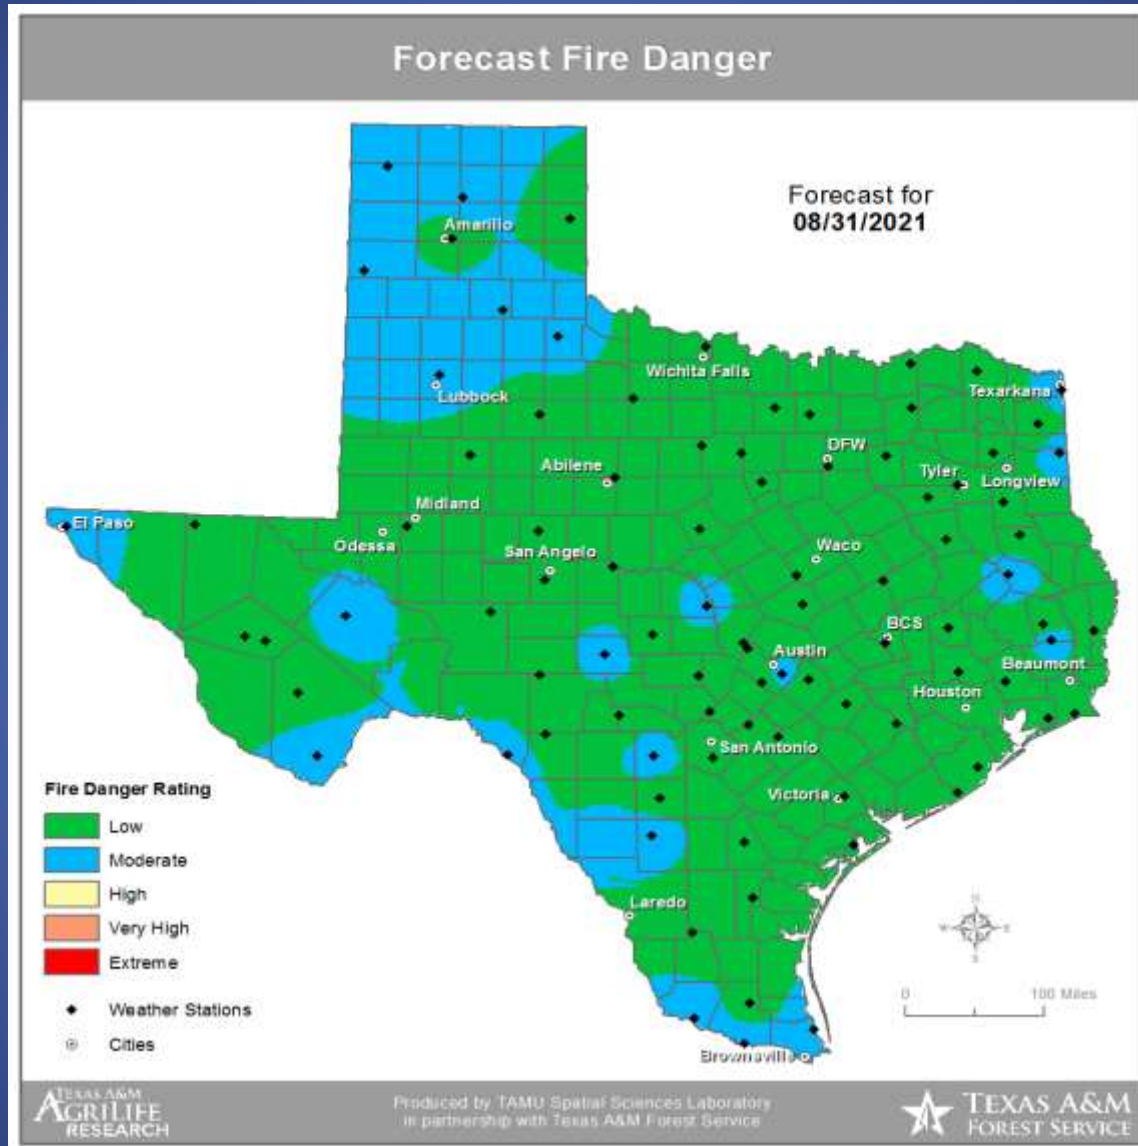 Forecast Fire Danger
Forecast for
08/31/2021
Amarillo
Wichita Falls
Texarkana
Lubbock
DFW
Abilene
Tyler
Longview
Midland
El Paso
Odessa
San Angelo
Waco
BCS
Austin
Beaumont
Houston
San Antonio
Fire Danger Rating
Victoria
Low
Moderate
High
Laredo
Very High
Extreme
N
W
E
S
0 100 Miles
Weather Stations
Cities
Brownsville
TEXAS A&M
AGRILIFE
RESEARCH
Produced by TAMU Spatial Sciences Laboratory
in partnership with Texas A&M Forest Service
TEXAS A&M
FOREST SERVICE